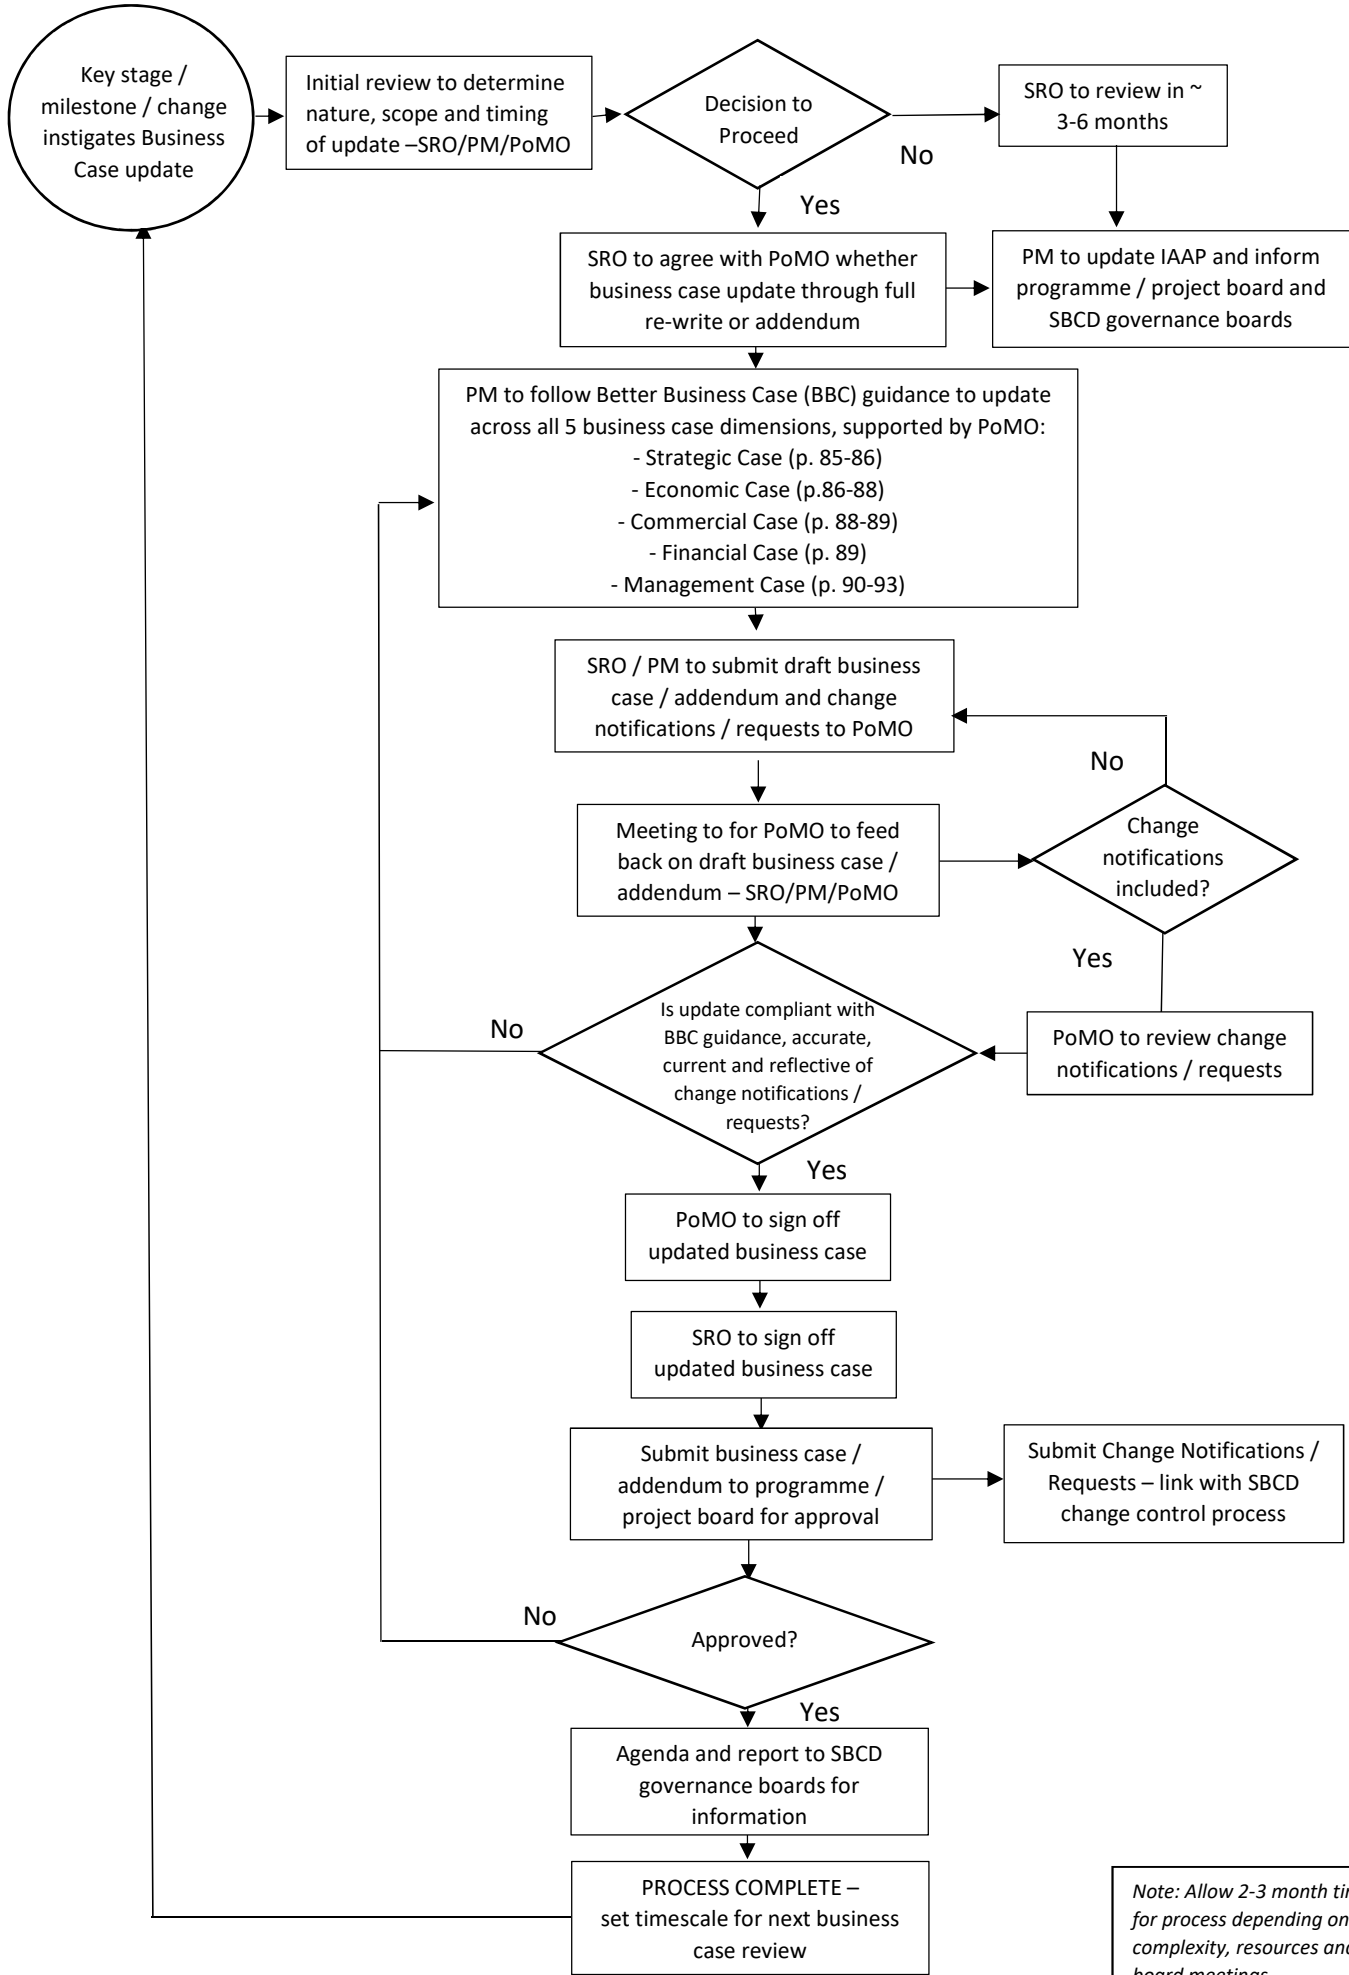 Key stage /
milestone / change
instigates Business
Case update
Initial review to determine
nature, scope and timing
of update –SRO/PM/PoMO
Decision to
Proceed
No
Yes
SRO to review in ~
3-6 months
SRO to agree with PoMO whether
business case update through full
re-write or addendum
PM to update IAAP and inform
programme / project board and
SBCD governance boards
PM to follow Better Business Case (BBC) guidance to update
across all 5 business case dimensions, supported by PoMO:
- Strategic Case (p. 85-86)
- Economic Case (p.86-88)
- Commercial Case (p. 88-89)
- Financial Case (p. 89)
- Management Case (p. 90-93)
SRO / PM to submit draft business
case / addendum and change
notifications / requests to PoMO
No
Meeting to for PoMO to feed
back on draft business case /
addendum – SRO/PM/PoMO
Change
notifications
included?
Yes
Is update compliant with
BBC guidance, accurate,
current and reflective of
change notifications /
requests?
No
PoMO to review change
notifications / requests
Yes
PoMO to sign off
updated business case
SRO to sign off
updated business case
Submit business case /
addendum to programme /
project board for approval
Submit Change Notifications /
Requests – link with SBCD
change control process
No
Approved?
Yes
Agenda and report to SBCD
governance boards for
information
PROCESS COMPLETE –
set timescale for next business
case review
Note: Allow 2-3 month
for process depending on
complexity, resources and
board meetings